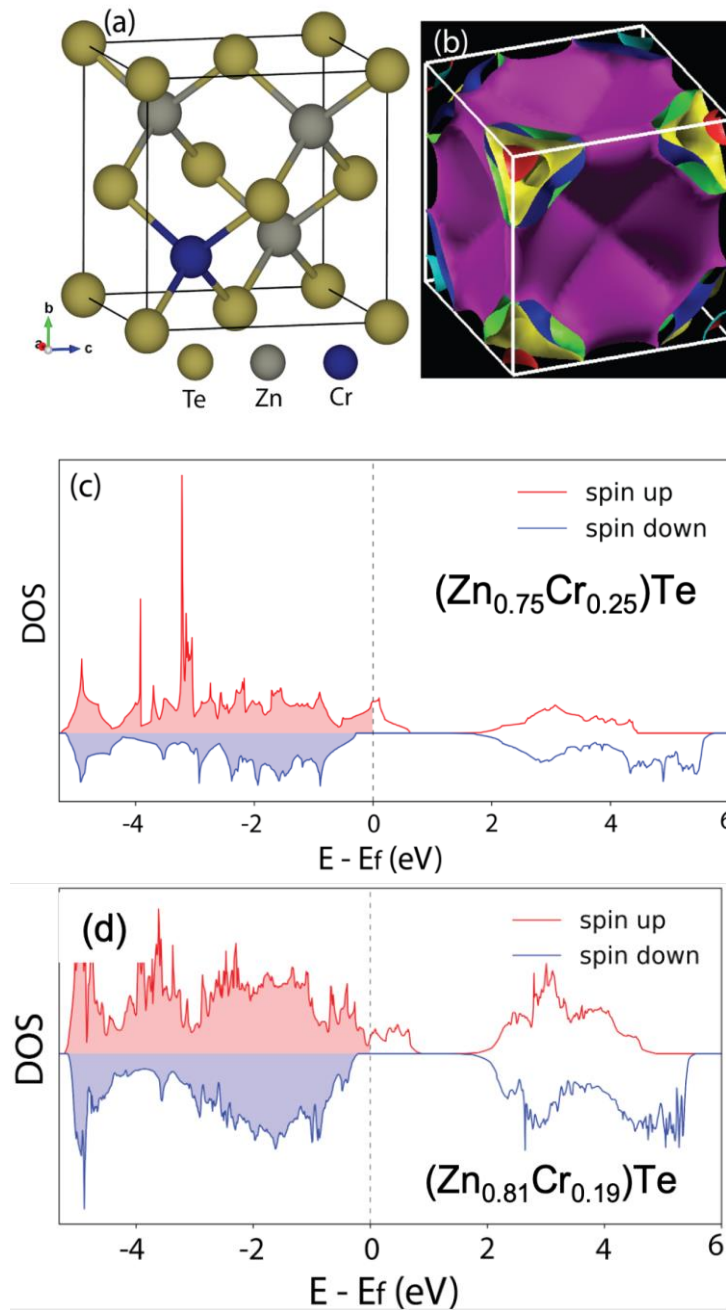 (a)
(b)
b
a
c
Te
Zn
Cr
(c)
spin up
spin down
(Zn0.75Cr0.25)Te
DOS
-4
-2
0
2
4
6
E - Ef (eV)
(d)
spin up
spin down
DOS
(Zn0.81Cr0.19)Te
-4
-2
0
2
4
6
E - Ef (eV)